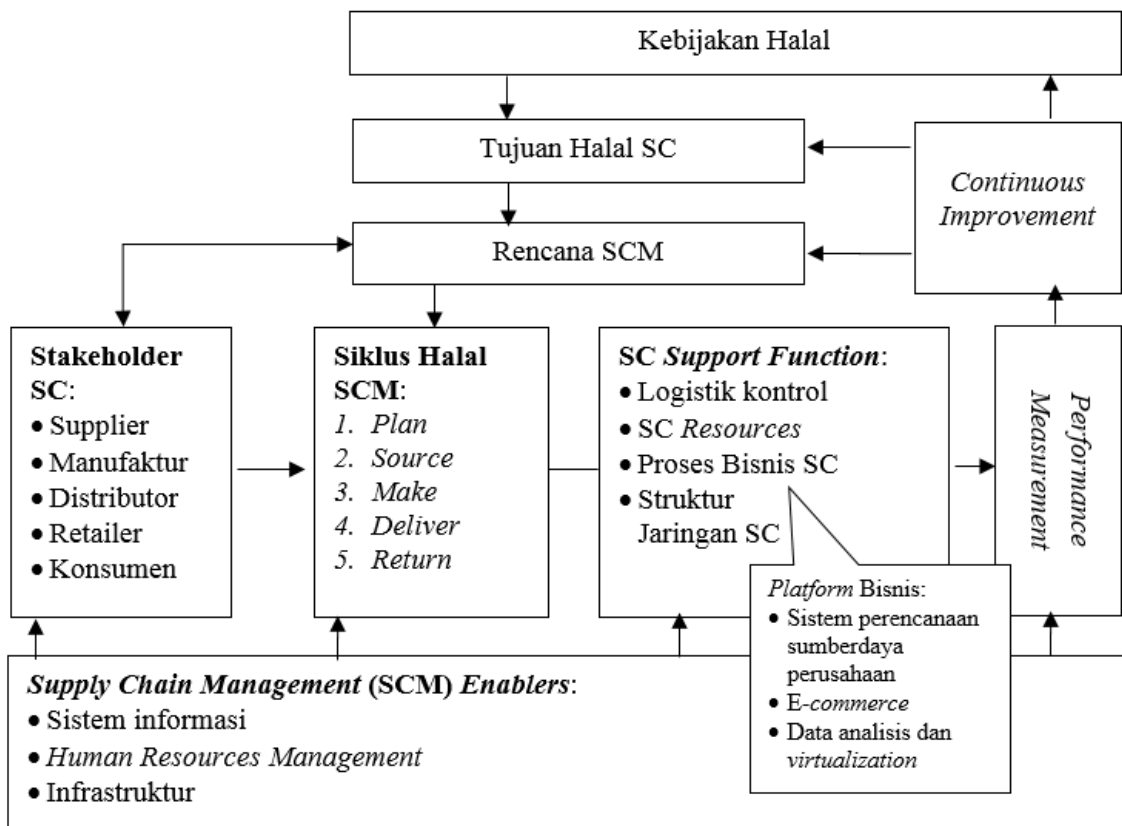 Kebijakan Halal
Tujuan Halal SC
Continuous
Improvement
Rencana SCM
Stakeholder
SC:
• Supplier
• Manufaktur
• Distributor
• Retailer
• Konsumen
Siklus Halal
SCM:
1. Plan
2. Source
3. Make
4. Deliver
5. Return
SC Support Function:
• Logistik kontrol
• SC Resources
• Proses Bisnis SC
• Struktur
Jaringan SC
Performance
Measurement
Platform Bisnis:
• Sistem perencanaan
sumberdaya
perusahaan
• E-commerce
• Data analisis dan
virtualization
Supply Chain Management (SCM) Enablers:
• Sistem informasi
• Human Resources Management
• Infrastruktur